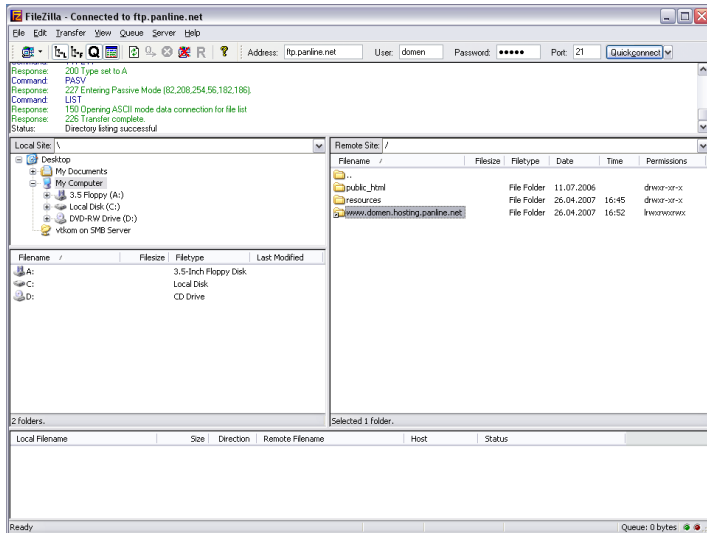 FileZilla - Connected to ftp.panline.net
File Edit Transfer View Queue Server Help
Address: ftp.panline.net User: domen Password: ●●●●● Port: 21 Quickconnect
Response: 200 Type set to A
Command: PASV
Response: 227 Entering Passive Mode (82,208,254,56,182,186).
Command: LIST
Response: 150 Opening ASCII mode data connection for file list
Response: 226 Transfer complete.
Status: Directory listing successful
Local Site: \
Desktop
My Documents
My Computer
3.5 Floppy (A:)
Local Disk (C:)
DVD-RW Drive (D:)
vtkom on SMB Server
Filename / Filesize Filetype Last Modified
A: 3.5-Inch Floppy Disk
C: Local Disk
D: CD Drive
2 folders.
Remote Site: /
Filename / Filesize Filetype Date Time Permissions
..
public_html File Folder 11.07.2006 drwxr-xr-x
resources File Folder 26.04.2007 16:45 drwxr-xr-x
www.domen.hosting.panline.net File Folder 26.04.2007 16:52 lrwxrwxrwx
Selected 1 folder.
Local Filename Size Direction Remote Filename Host Status
Ready Queue: 0 bytes